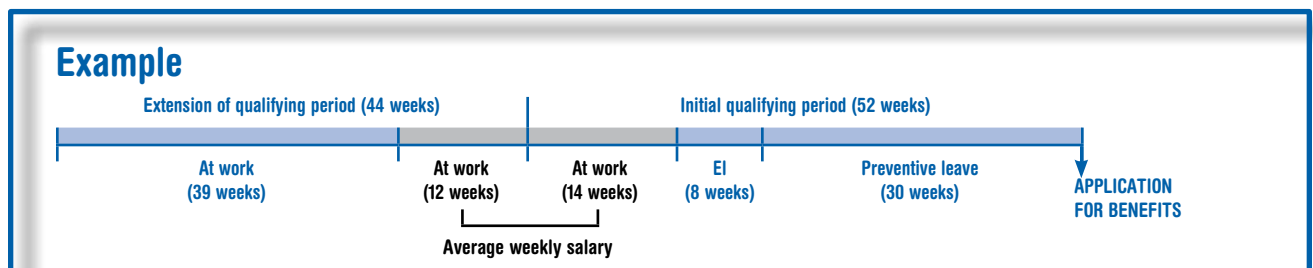 Example
Extension of qualifying period (44 weeks)
Initial qualifying period (52 weeks)
At work
(39 weeks)
At work
(12 weeks)
At work
(14 weeks)
EI
(8 weeks)
Preventive leave
(30 weeks)
APPLICATION
FOR BENEFITS
Average weekly salary